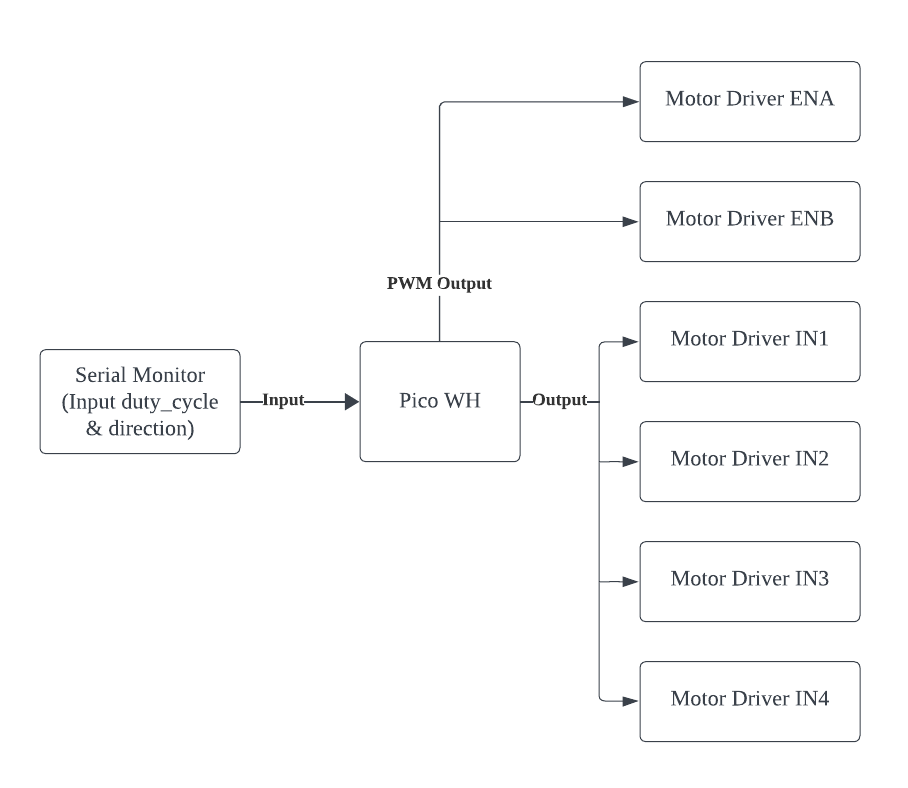 Motor Driver ENA
Motor Driver ENB
PWM Output
Motor Driver IN1
Serial Monitor
(Input duty_cycle
& direction)
Input
Pico WH
Output
Motor Driver IN2
Motor Driver IN3
Motor Driver IN4